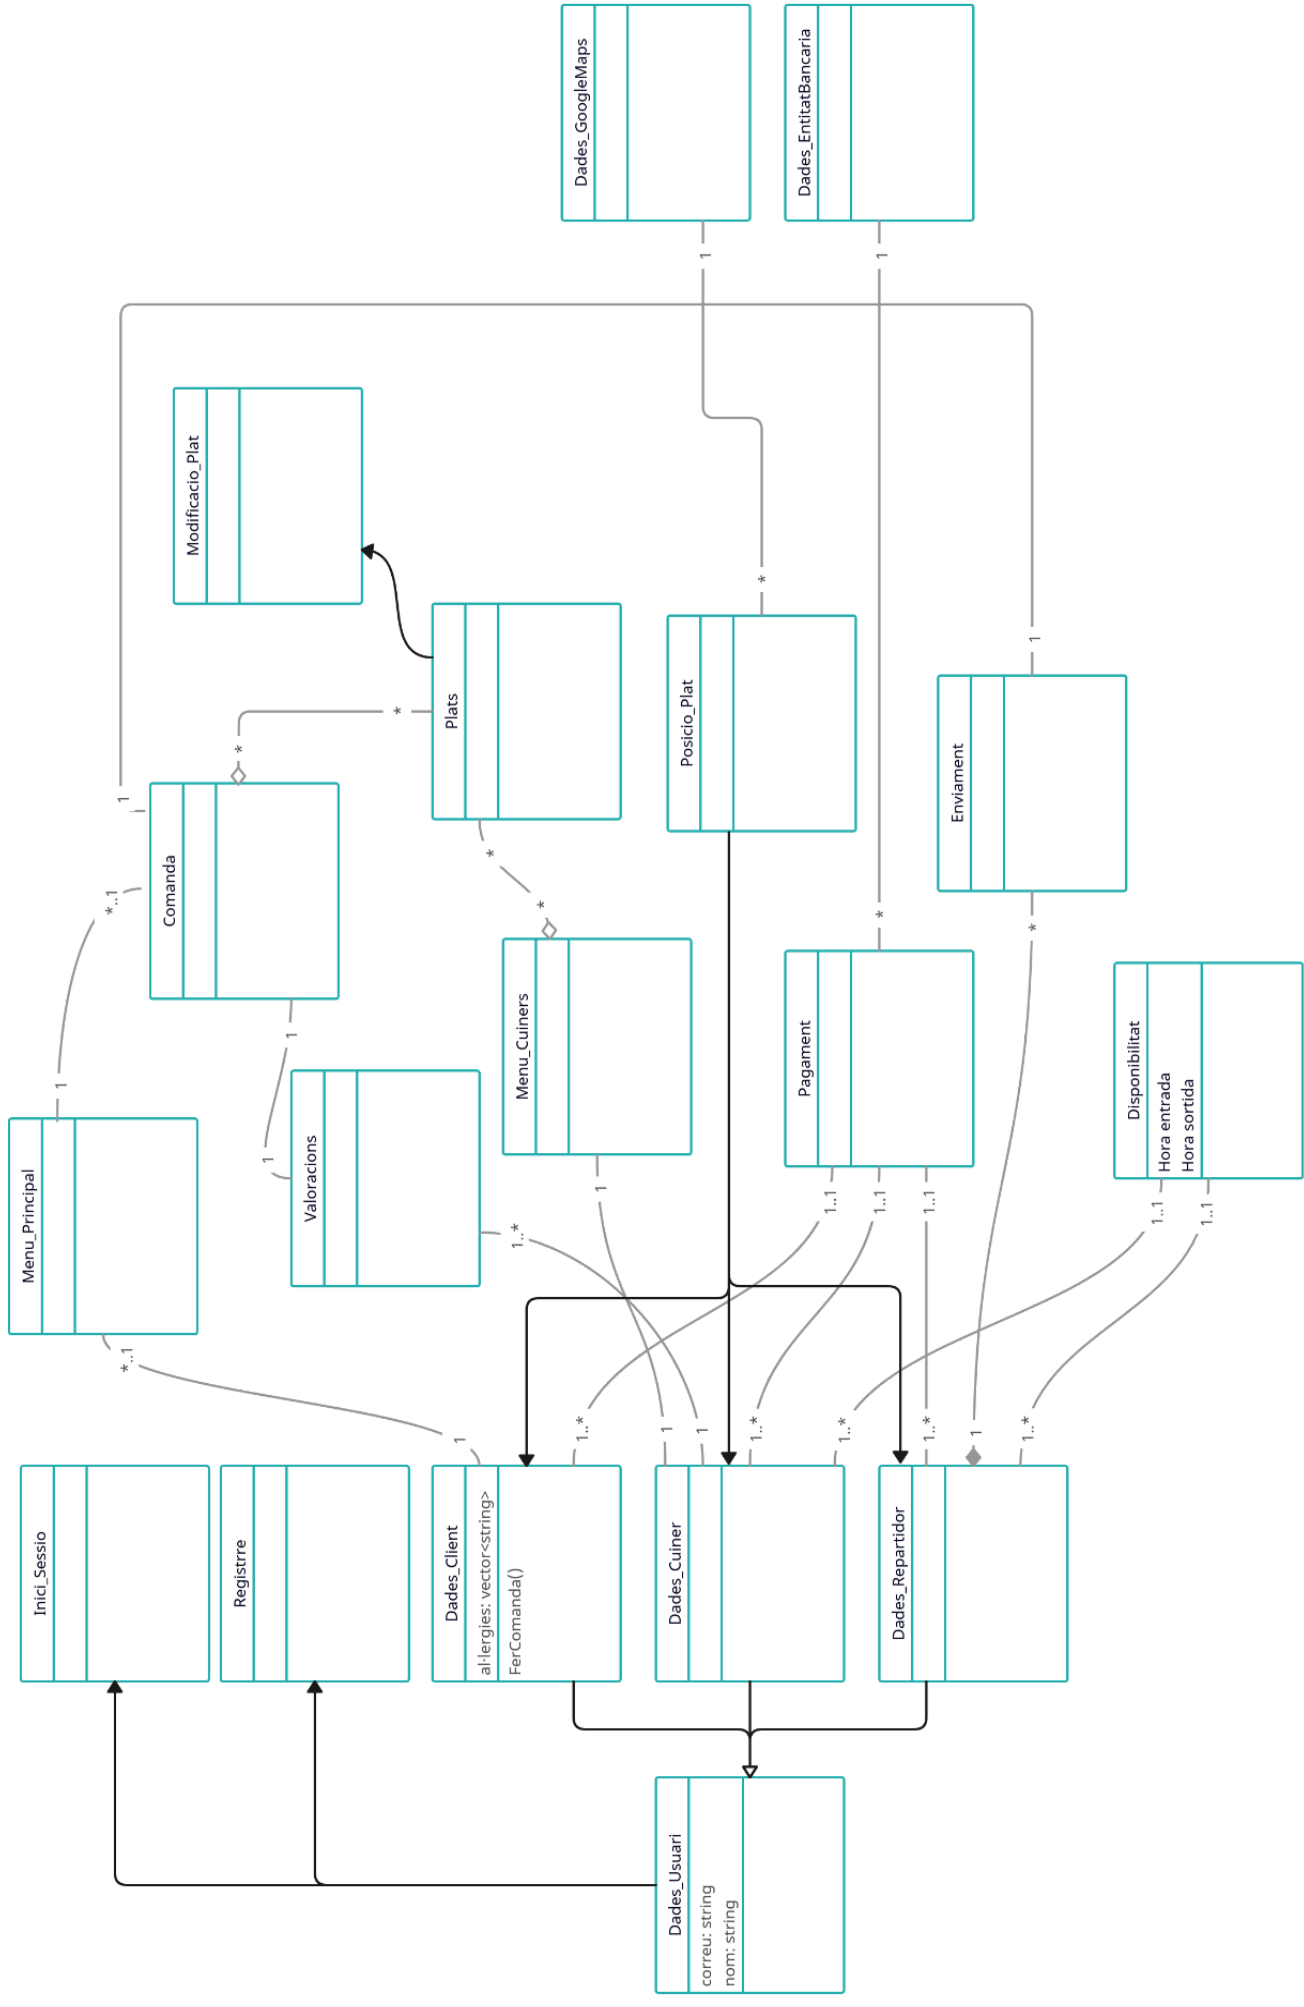 Menu_Principal
Inici_Sessio
1
*..1
1
*..1
Comanda
Modificacio_Plat
Registrre
*
1
1
Valoracions
*
Dades_Client
Plats
1
al·lergies: vector<string>
*
FerComanda()
1..*
Menu_Cuiners
*
1..*
Dades_GoogleMaps
1
1
Dades_Usuari
Dades_Cuiner
Posicio_Plat
1
1
correu: string
nom: string
1..*
*
Pagament
Dades_EntitatBancaria
1..1
1..*
1..1
*
1
Dades_Repartidor
1..*
1..1
Enviament
1
1..*
*
1
Disponibilitat
1..1
Hora entrada
Hora sortida
1..1